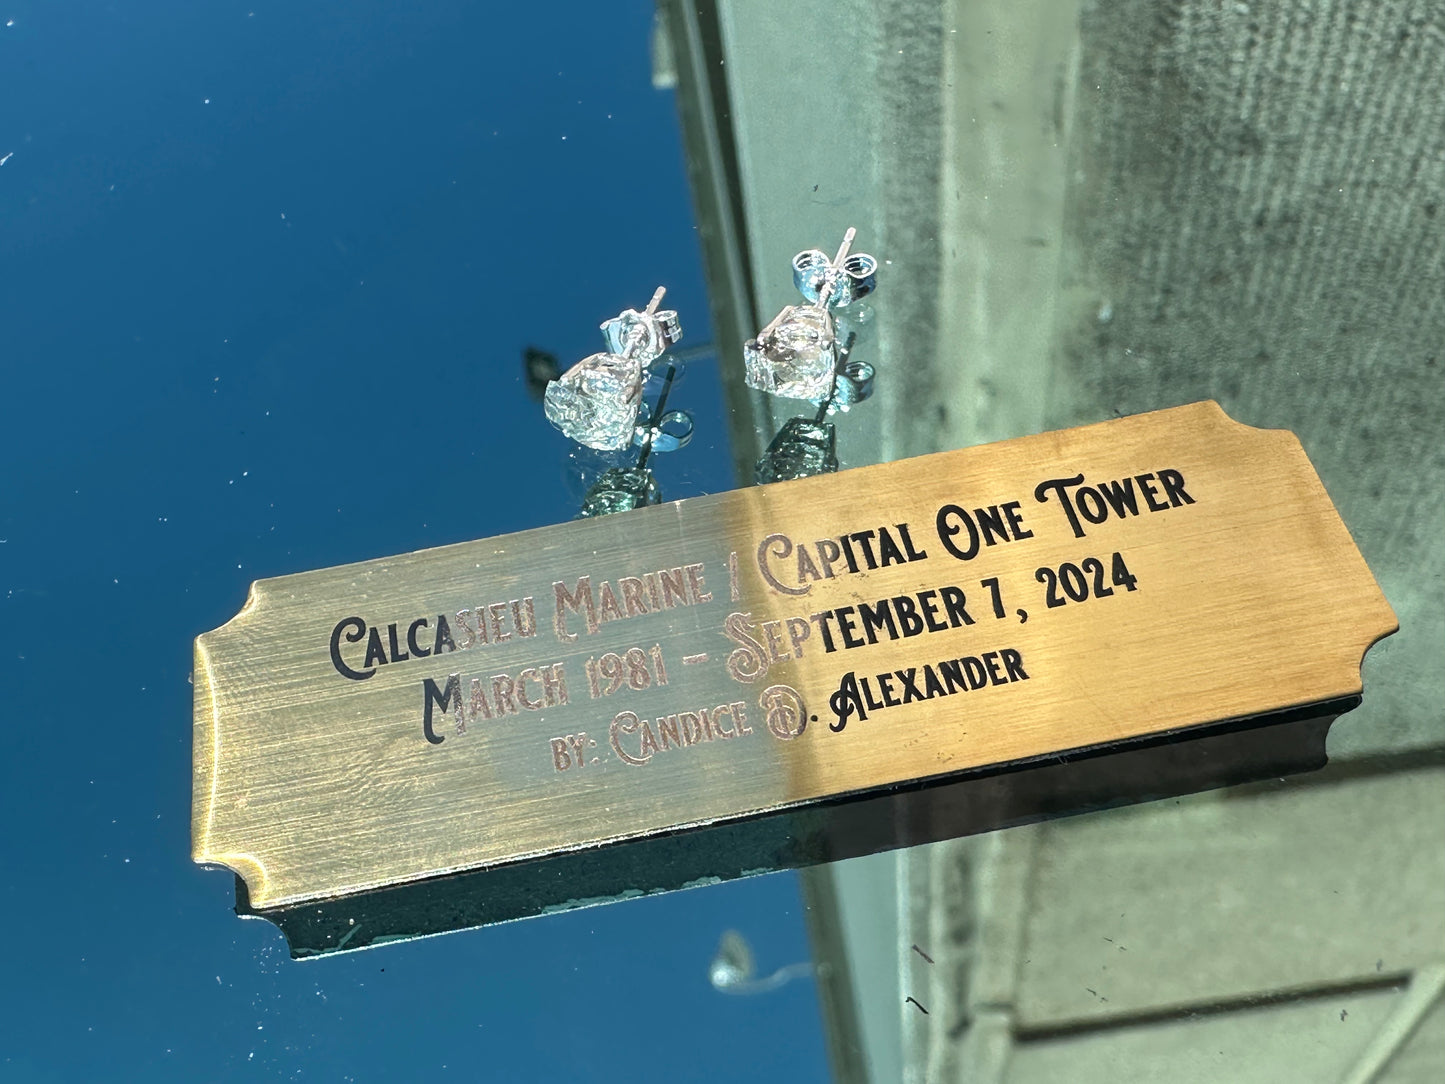 Calcasieu Marine / Capital One Tower
March 1981 - September 7, 2024
by: Candice D. Alexander